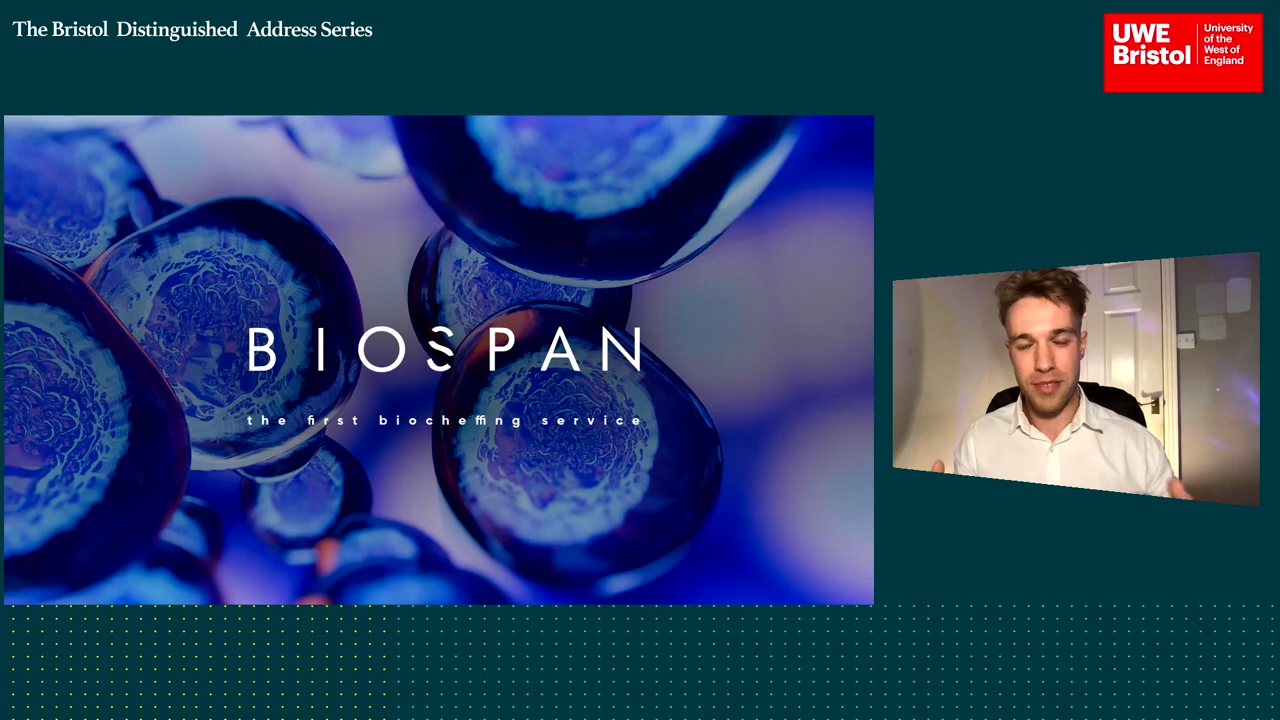 The Bristol Distinguished Address Series
UWE
Bristol
University
of the
West of
England
BIOSPAN
the first biocheffing service